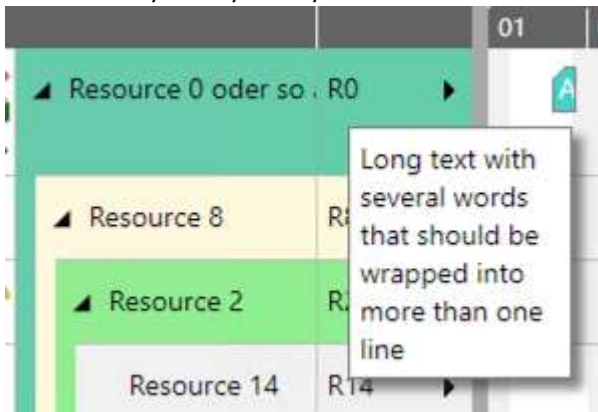 01
Resource 0 oder so
R0
A
Long text with
several words
that should be
wrapped into
more than one
line
Resource 8
Resource 2
Resource 14
R14